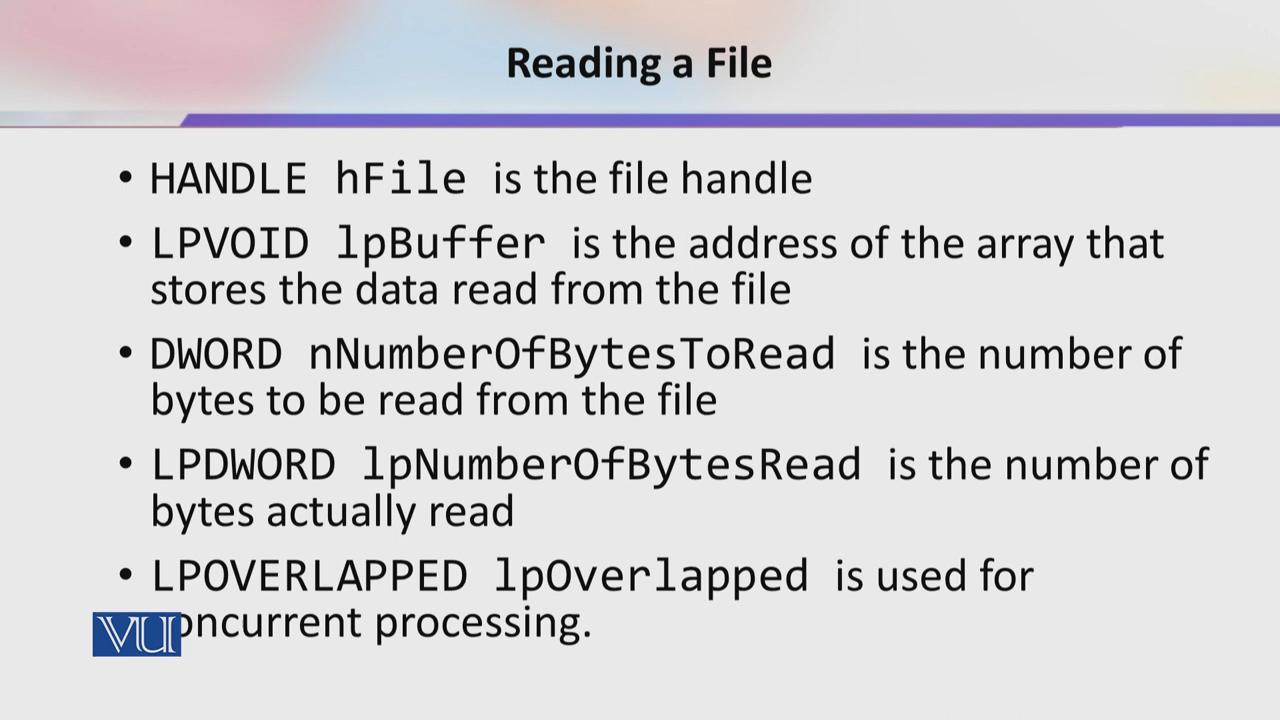 Reading a File
• HANDLE hFile is the file handle
• LPVOID lpBuffer is the address of the array that
stores the data read from the file
• DWORD nNumberOfBytesToRead is the number of
bytes to be read from the file
• LPDWORD lpNumberOfBytesRead is the number of
bytes actually read
• LPOVERLAPPED lpOverlapped is used for
oncurrent processing.
VU